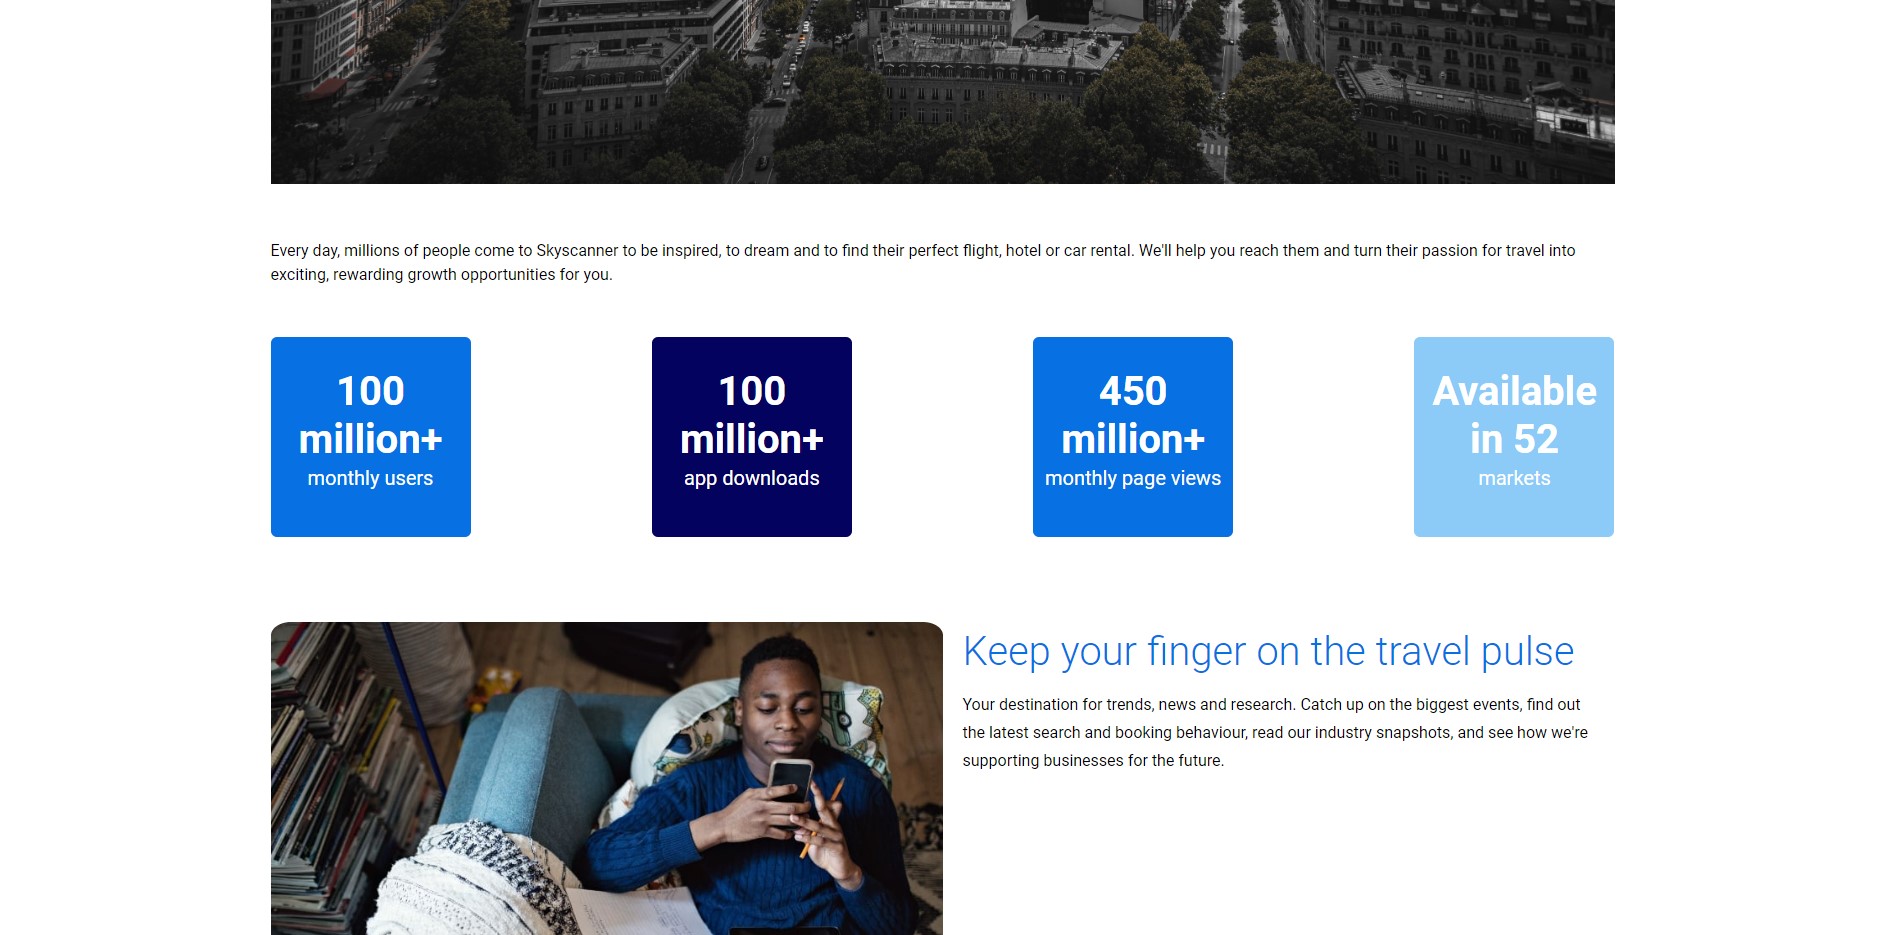 Every day, millions of people come to Skyscanner to be inspired, to dream and to find their perfect flight, hotel or car rental. We'll help you reach them and turn their passion for travel into
exciting, rewarding growth opportunities for you.
100
million+
monthly users
100
million+
app downloads
450
million+
monthly page views
Available
in 52
markets
Keep your finger on the travel pulse
Your destination for trends, news and research. Catch up on the biggest events, find out
the latest search and booking behaviour, read our industry snapshots, and see how we're
supporting businesses for the future.